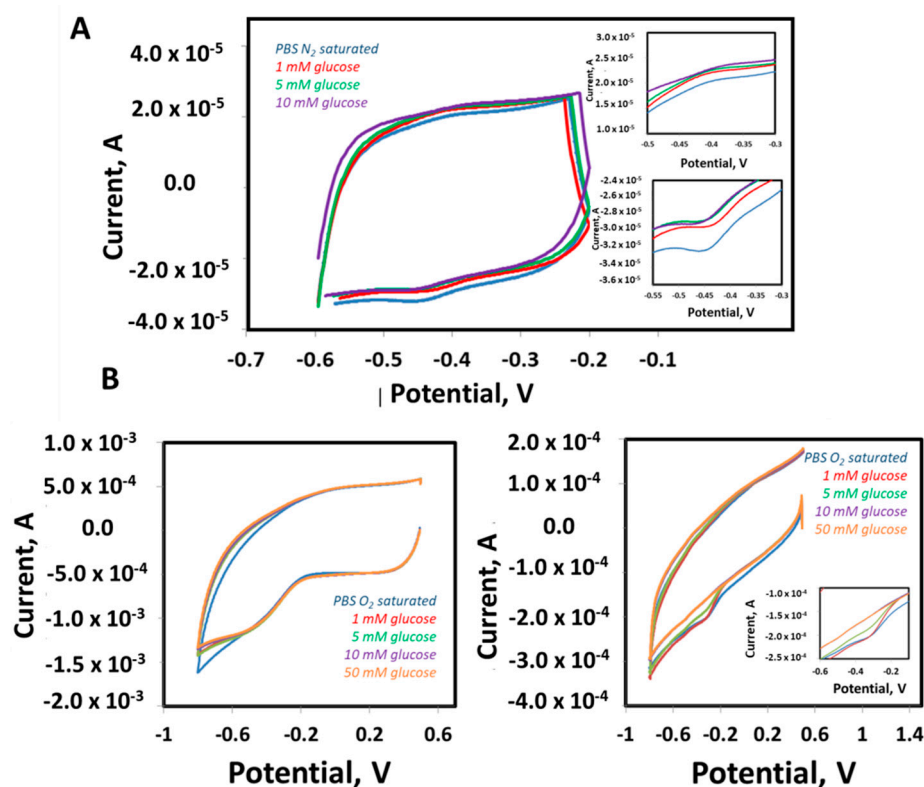 A
Current, A
4.0 x 10⁻⁵
2.0 x 10⁻⁵
0.0
-2.0 x 10⁻⁵
-4.0 x 10⁻⁵
PBS N₂ saturated
1 mM glucose
5 mM glucose
10 mM glucose
-0.7 -0.6 -0.5 -0.4 -0.3 -0.2 -0.1
| Potential, V
Current, A
3.0 x 10⁻⁵
2.5 x 10⁻⁵
2.0 x 10⁻⁵
1.5 x 10⁻⁵
1.0 x 10⁻⁵
-0.5 -0.45 -0.4 -0.35 -0.3
Potential, V
Current, A
-2.4 x 10⁻⁵
-2.6 x 10⁻⁵
-2.8 x 10⁻⁵
-3.0 x 10⁻⁵
-3.2 x 10⁻⁵
-3.4 x 10⁻⁵
-3.6 x 10⁻⁵
-0.55 -0.5 -0.45 -0.4 -0.35 -0.3
Potential, V
B
Current, A
1.0 x 10⁻³
5.0 x 10⁻⁴
0.0
-5.0 x 10⁻⁴
-1.0 x 10⁻³
-1.5 x 10⁻³
-2.0 x 10⁻³
PBS O₂ saturated
1 mM glucose
5 mM glucose
10 mM glucose
50 mM glucose
-1 -0.6 -0.2 0.2 0.6
Potential, V
Current, A
2.0 x 10⁻⁴
1.0 x 10⁻⁴
0.0
-1.0 x 10⁻⁴
-2.0 x 10⁻⁴
-3.0 x 10⁻⁴
-4.0 x 10⁻⁴
PBS O₂ saturated
1 mM glucose
5 mM glucose
10 mM glucose
50 mM glucose
-1 -0.6 -0.2 0.2 0.6 1 1.4
Potential, V
Current, A
-1.0 x 10⁻⁴
-1.5 x 10⁻⁴
-2.0 x 10⁻⁴
-2.5 x 10⁻⁴
-0.6 -0.4 -0.2
Potential, V